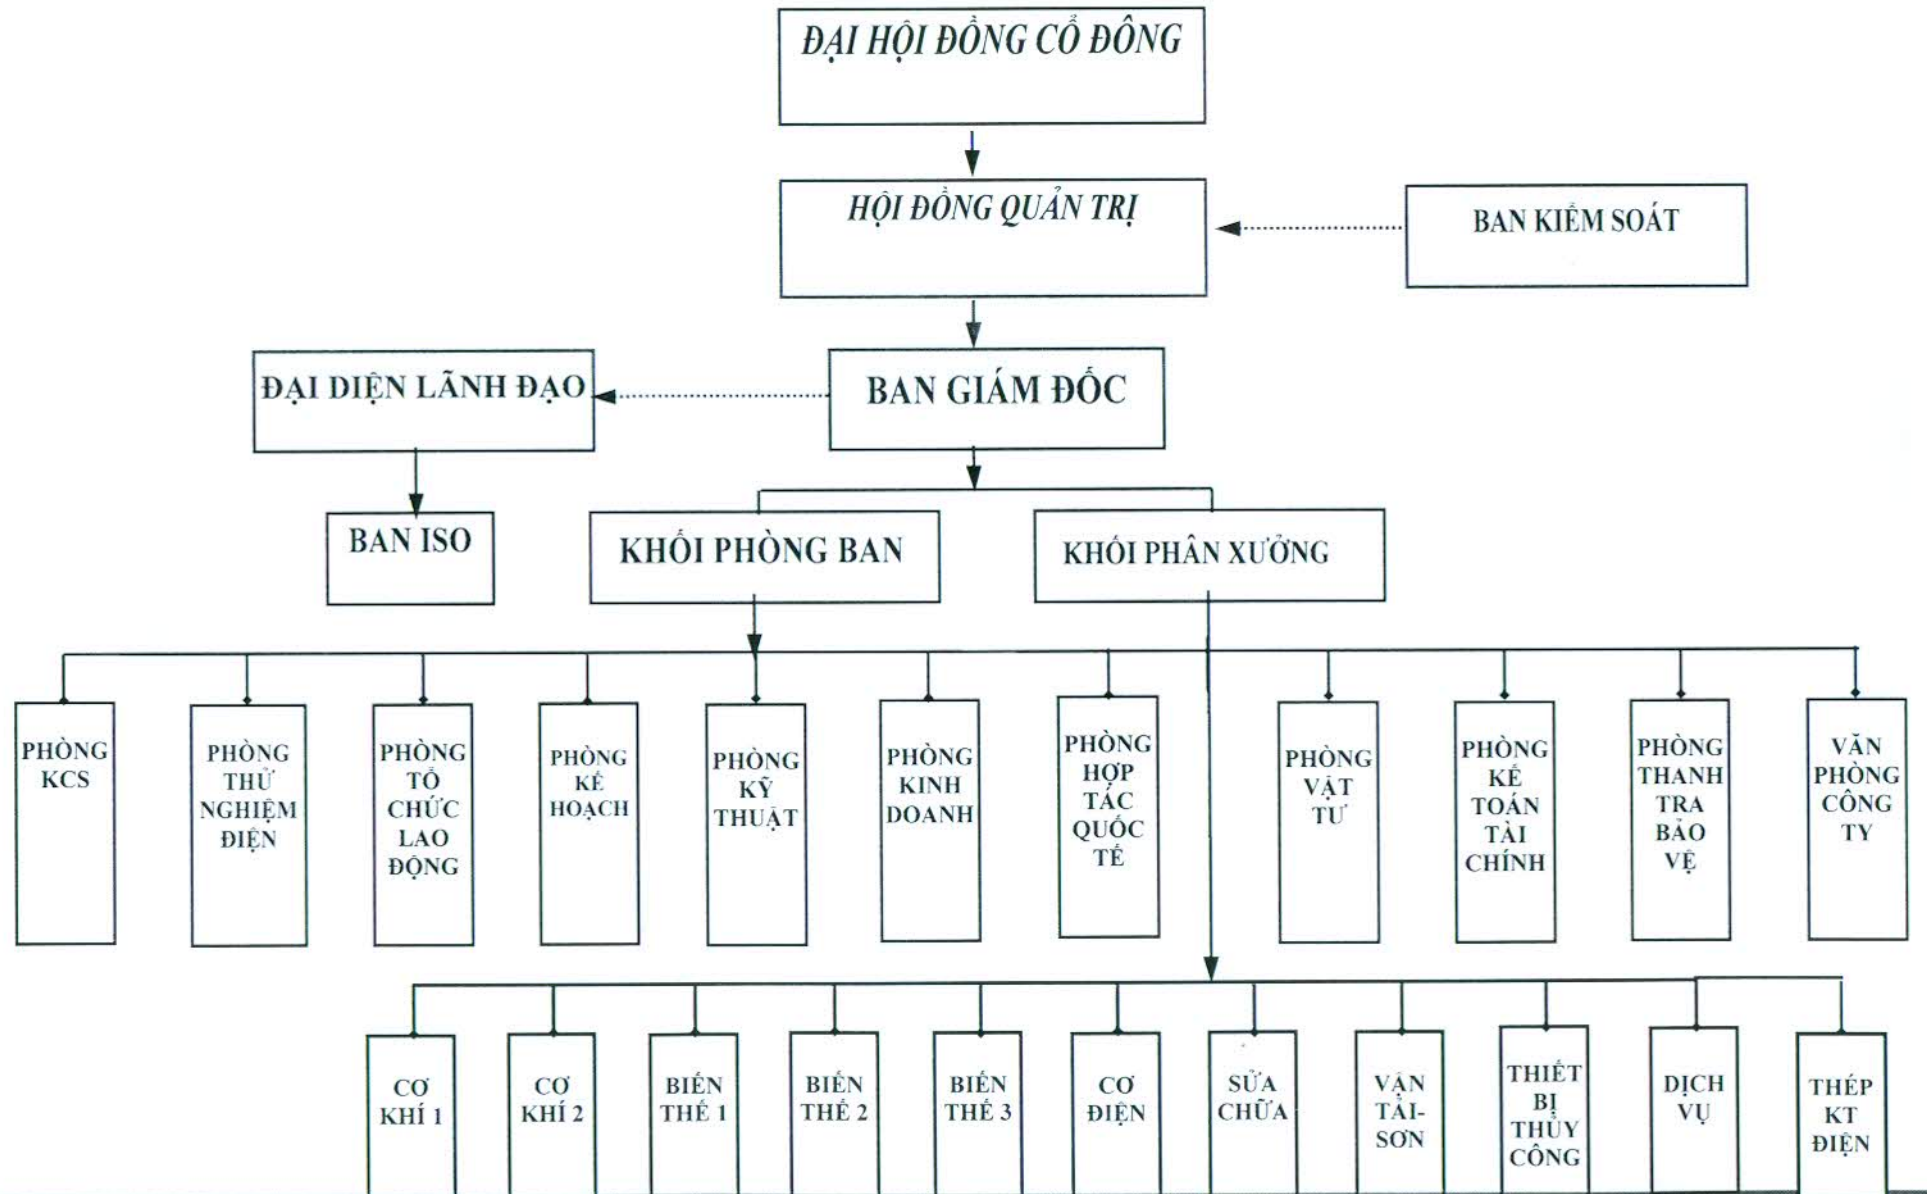 ĐẠI HỘI ĐỒNG CỔ ĐÔNG
HỘI ĐỒNG QUẢN TRỊ
BAN KIỂM SOÁT
ĐẠI DIỆN LÃNH ĐẠO
BAN GIÁM ĐỐC
BAN ISO
KHỐI PHÒNG BAN
KHỐI PHÂN XƯỞNG
PHÒNG
KCS
PHÒNG
THỬ
NGHIỆM
ĐIỆN
PHÒNG
TỔ
CHỨC
LAO
ĐỘNG
PHÒNG
KẾ
HOẠCH
PHÒNG
KỸ
THUẬT
PHÒNG
KINH
DOANH
PHÒNG
HỢP
TÁC
QUỐC
TẾ
PHÒNG
VẬT
TƯ
PHÒNG
KẾ
TOÁN
TÀI
CHÍNH
PHÒNG
THANH
TRA
BẢO
VỆ
VĂN
PHÒNG
CÔNG
TY
CƠ
KHÍ 1
CƠ
KHÍ 2
BIẾN
THẾ 1
BIẾN
THẾ 2
BIẾN
THẾ 3
CƠ
ĐIỆN
SỬA
CHỮA
VẬN
TẢI-
SƠN
THIẾT
BỊ
THỦY
CÔNG
DỊCH
VỤ
THÉP
KT
ĐIỆN